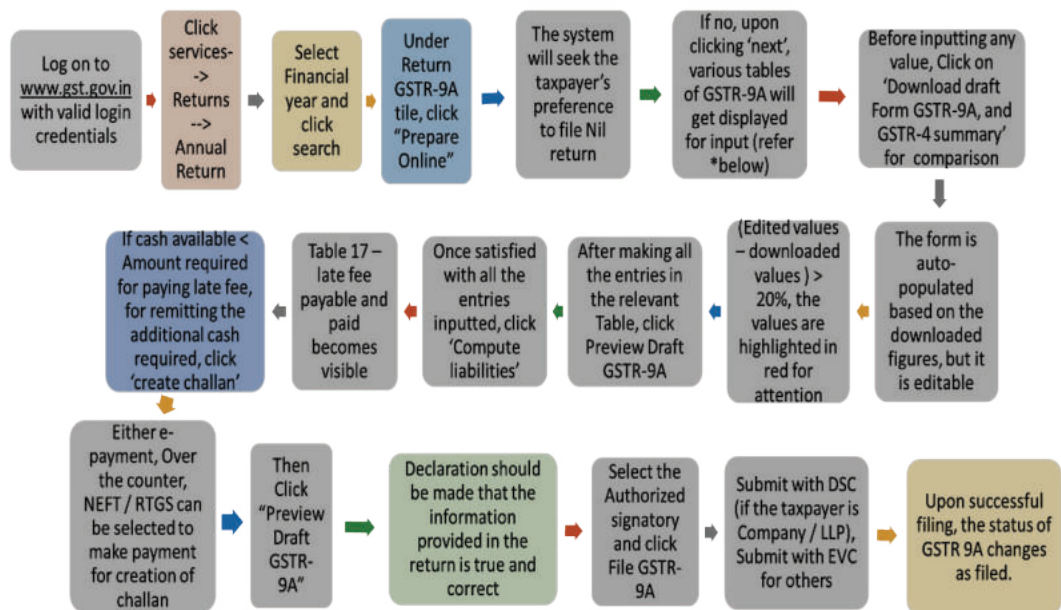 Log on to
www.gst.gov.in
with valid login
credentials
Click
services-
->
Returns
-->
Annual
Return
Select
Financial
year and
click
search
Under
Return
GSTR-9A
tile, click
“Prepare
Online”
The system
will seek the
taxpayer’s
preference
to file Nil
return
If no, upon
clicking ‘next’,
various tables
of GSTR-9A will
get displayed
for input (refer
*below)
Before inputting any
value, Click on
‘Download draft
Form GSTR-9A, and
GSTR-4 summary’
for comparison
The form is
auto-
populated
based on the
downloaded
figures, but it
is editable
(Edited values
– downloaded
values ) >
20%, the
values are
highlighted in
red for
attention
After making all
the entries in
the relevant
Table, click
Preview Draft
GSTR-9A
Once satisfied
with all the
entries
inputted, click
‘Compute
liabilities’
Table 17 –
late fee
payable and
paid
becomes
visible
If cash available <
Amount required
for paying late fee,
for remitting the
additional cash
required, click
‘create challan’
Either e-
payment, Over
the counter,
NEFT / RTGS can
be selected to
make payment
for creation of
challan
Then
Click
“Preview
Draft
GSTR-
9A”
Declaration should
be made that the
information
provided in the
return is true and
correct
Select the
Authorized
signatory
and click
File GSTR-
9A
Submit with DSC
(if the taxpayer is
Company / LLP),
Submit with EVC
for others
Upon successful
filing, the status of
GSTR 9A changes
as filed.